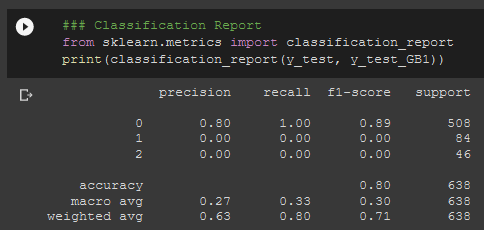 ### Classification Report
from sklearn.metrics import classification_report
print(classification_report(y_test, y_test_GB1))
precision recall f1-score support
0 0.80 1.00 0.89 508
1 0.00 0.00 0.00 84
2 0.00 0.00 0.00 46
accuracy 0.80 638
macro avg 0.27 0.33 0.30 638
weighted avg 0.63 0.80 0.71 638